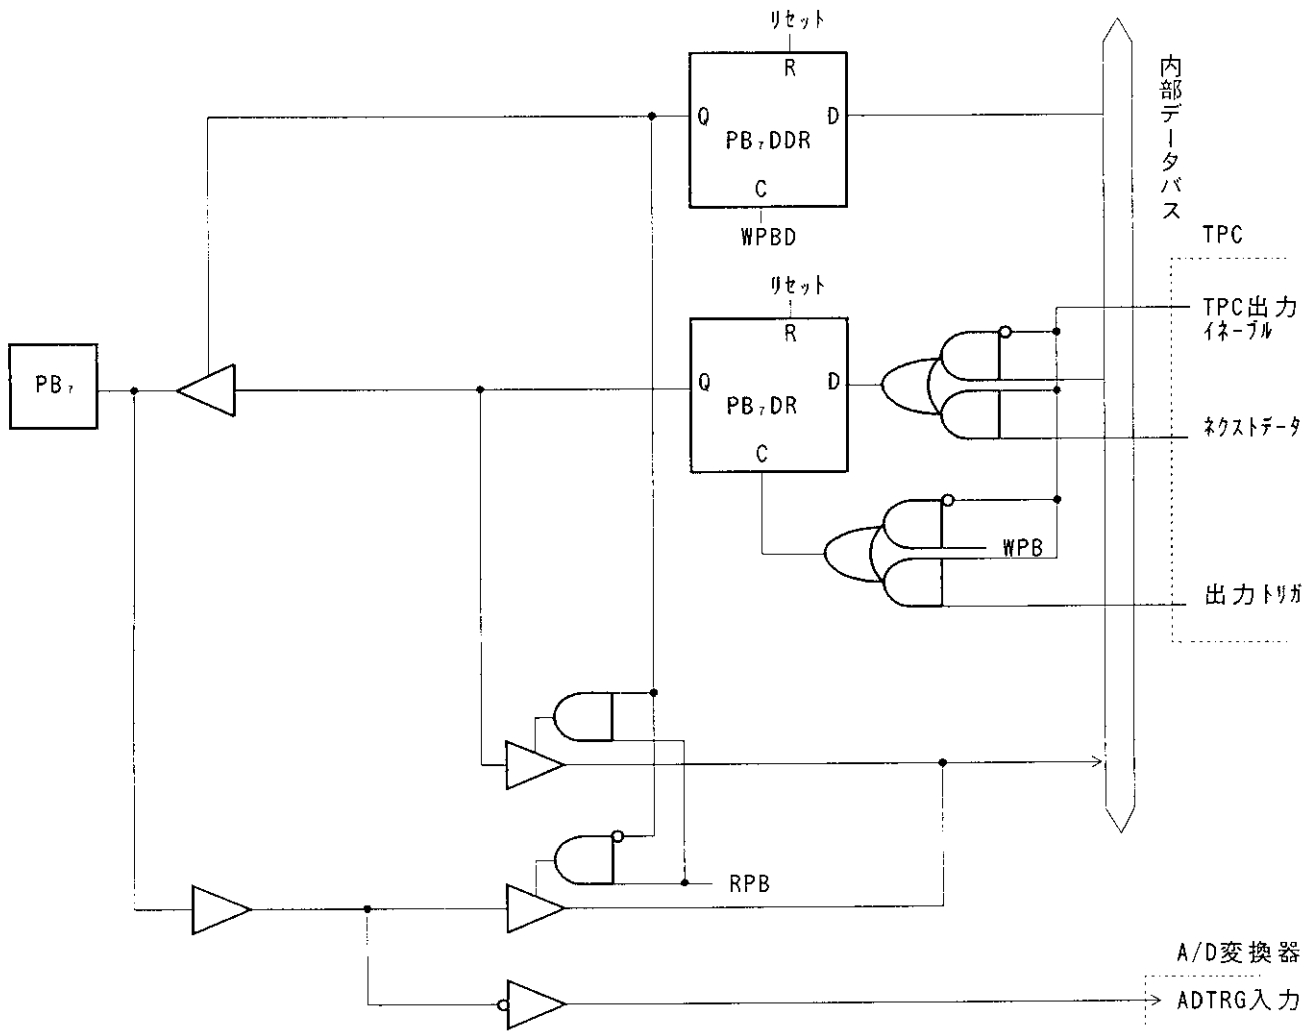 リセット
R
Q
D
PB₇DDR
C
WPBD
内部データバス
TPC
リセット
R
TPC出力
イネーブル
PB₇
Q
D
PB₇DR
ネクストデータ
C
WPB
出力トリガ
RPB
A/D変換器
ADTRG入力